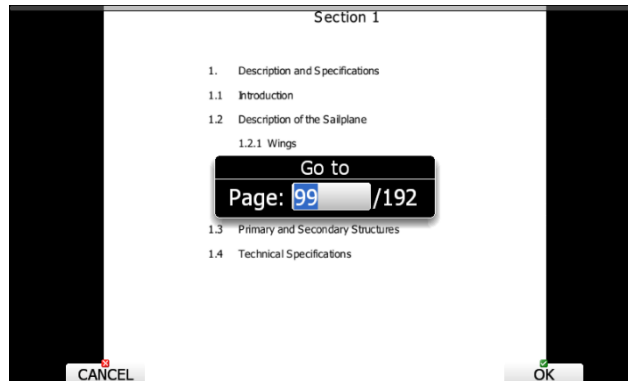 Section 1
1. Description and Specifications
1.1 Introduction
1.2 Description of the Sailplane
1.2.1 Wings
Go to
Page: 99 /192
1.3 Primary and Secondary Structures
1.4 Technical Specifications
CANCEL
OK